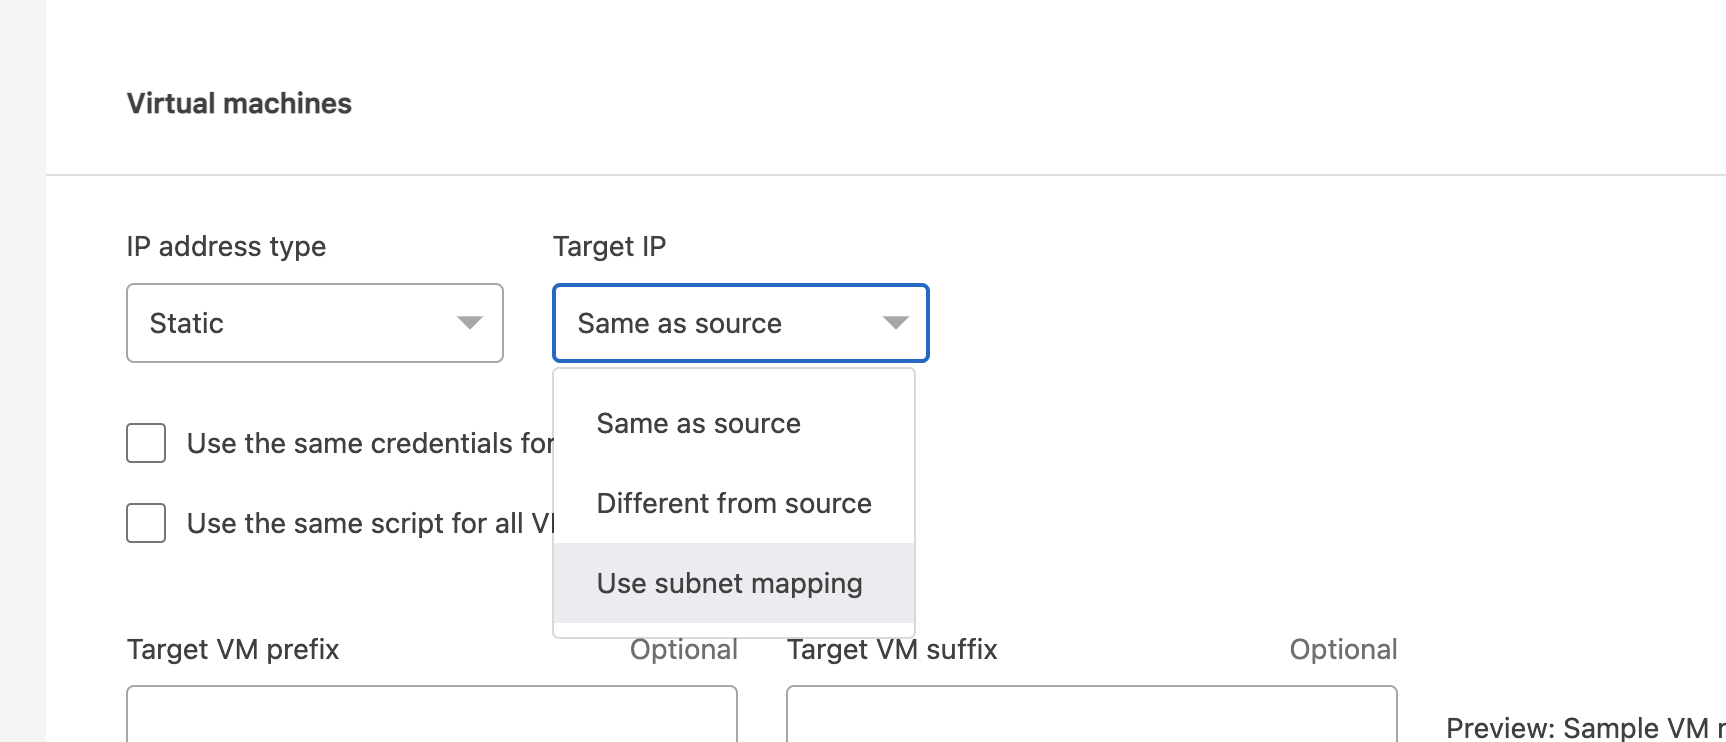 Virtual machines
IP address type
Target IP
Static
Same as source
Same as source
Use the same credentials for
Different from source
Use the same script for all
Use subnet mapping
Target VM prefix
Optional
Target VM suffix
Optional
Preview: Sample VM